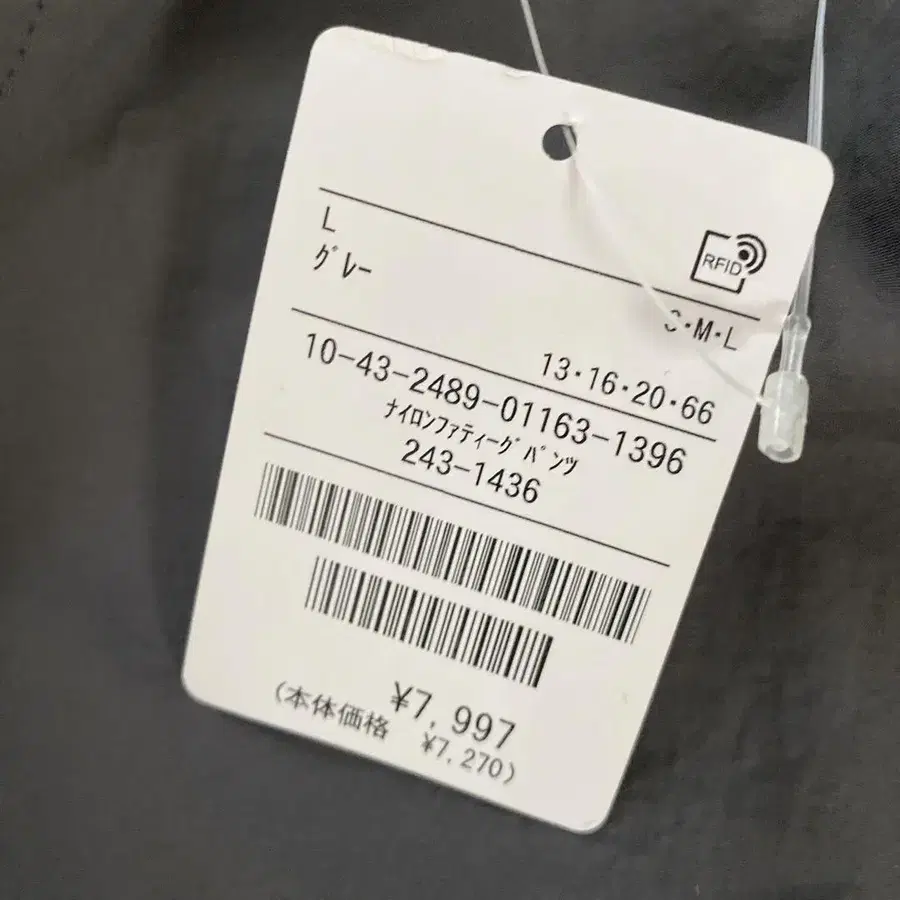 L
グレー
RFID
S・M・L
13・16・20・66
10-43-2489-01163-1396
ナイロンファティーグパンツ
243-1436
¥7,997
(本体価格 ¥7,270)